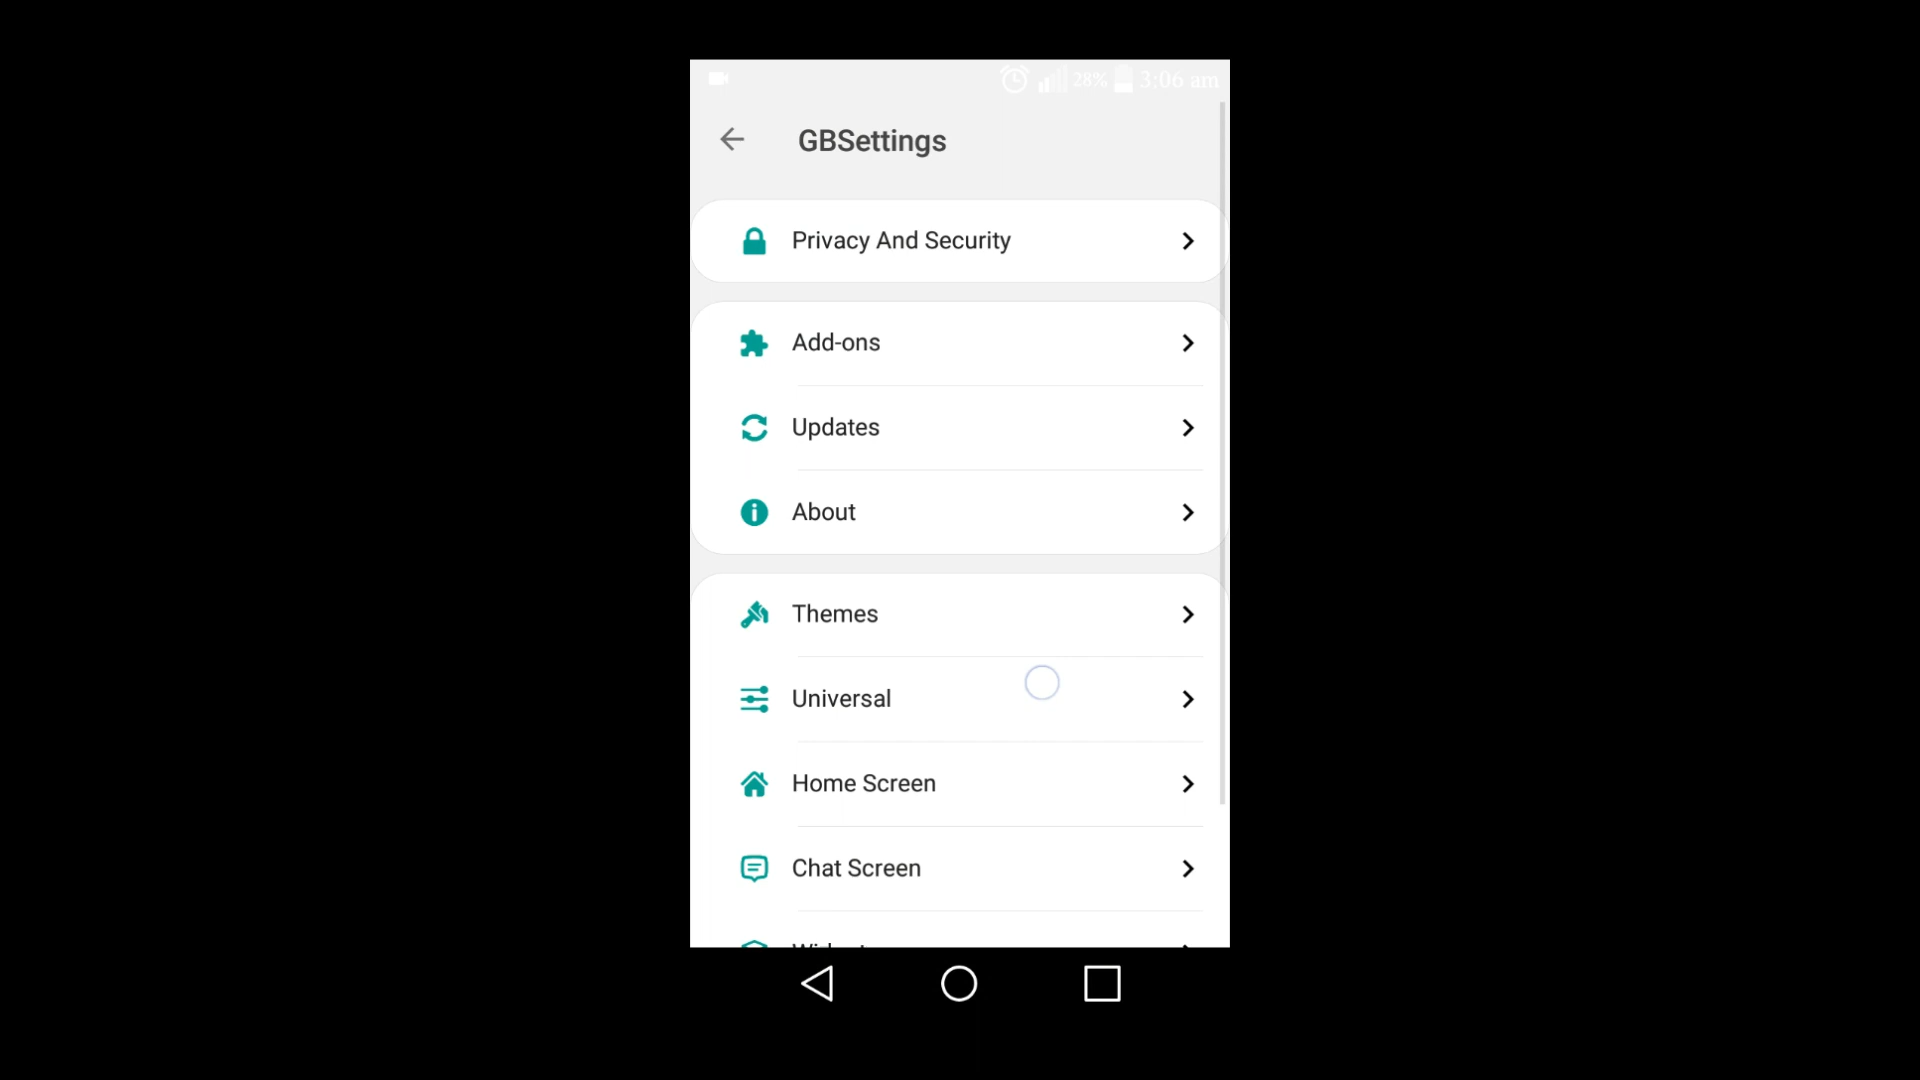 28% 3:06 am
GBSettings
Privacy And Security
Add-ons
Updates
About
Themes
Universal
Home Screen
Chat Screen